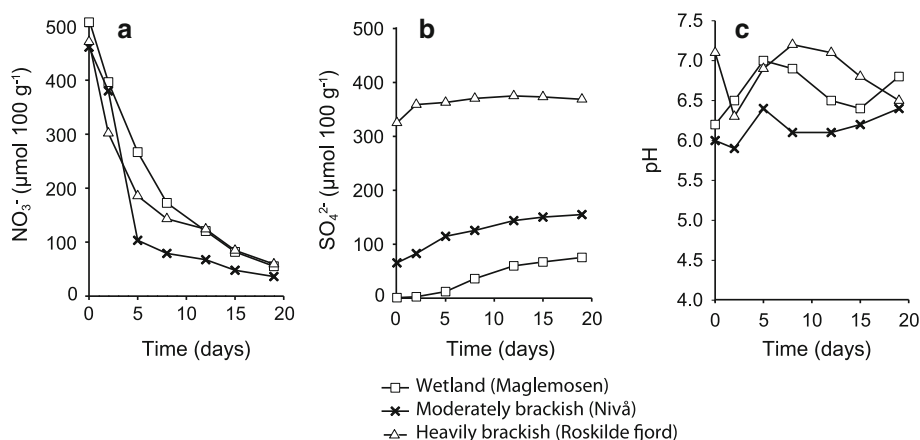 a
500
400
300
200
100
0
NO₃- (µmol 100 g⁻¹)
0 5 10 15 20
Time (days)
b
500
400
300
200
100
0
SO₄²- (µmol 100 g⁻¹)
0 5 10 15 20
Time (days)
c
7.5
7.0
6.5
6.0
5.5
5.0
4.5
4.0
pH
0 5 10 15 20
Time (days)
Wetland (Maglemosen)
Moderately brackish (Nivå)
Heavily brackish (Roskilde fjord)